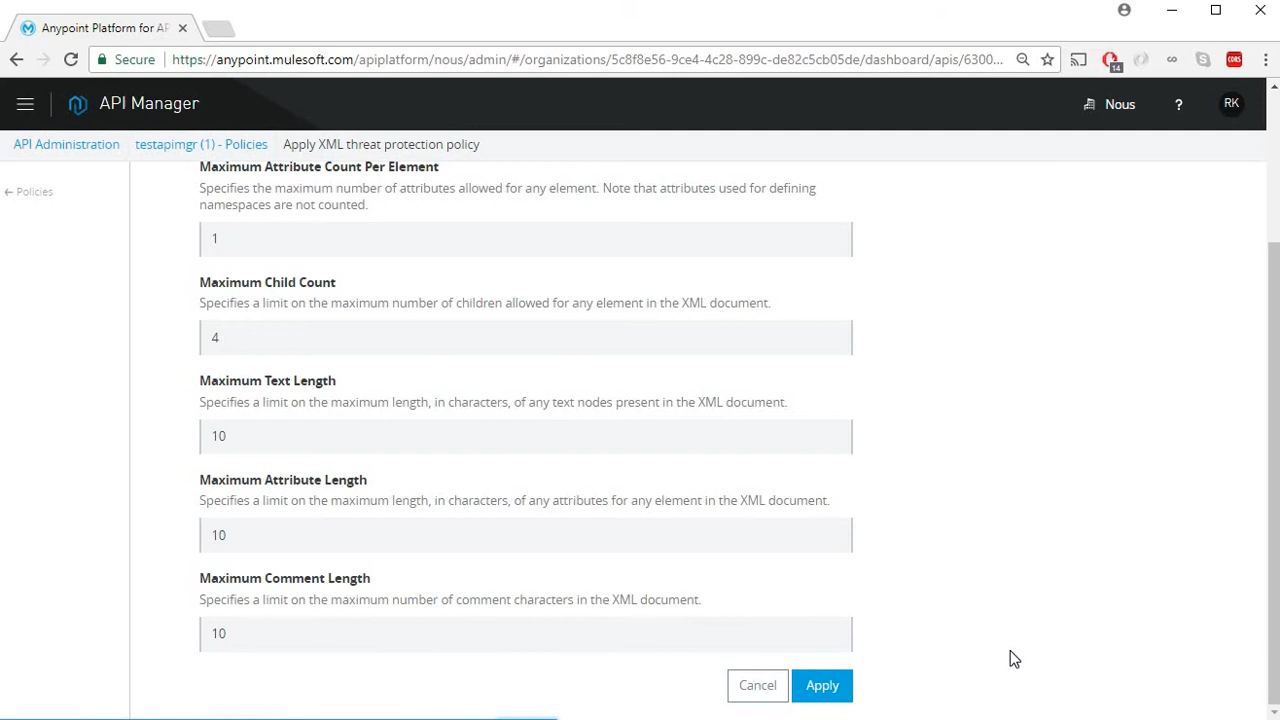 Anypoint Platform for AP
Secure
https://anypoint.mulesoft.com/apiplatform/nous/admin/#/organizations/5c8f8e56-9ce4-4c28-899c-de82c5cb05de/dashboard/apis/6300...
14
CORS
API Manager
Nous
?
RK
API Administration
testapimgr (1) - Policies
Apply XML threat protection policy
← Policies
Maximum Attribute Count Per Element
Specifies the maximum number of attributes allowed for any element. Note that attributes used for defining
namespaces are not counted.
1
Maximum Child Count
Specifies a limit on the maximum number of children allowed for any element in the XML document.
4
Maximum Text Length
Specifies a limit on the maximum length, in characters, of any text nodes present in the XML document.
10
Maximum Attribute Length
Specifies a limit on the maximum length, in characters, of any attributes for any element in the XML document.
10
Maximum Comment Length
Specifies a limit on the maximum number of comment characters in the XML document.
10
Cancel
Apply